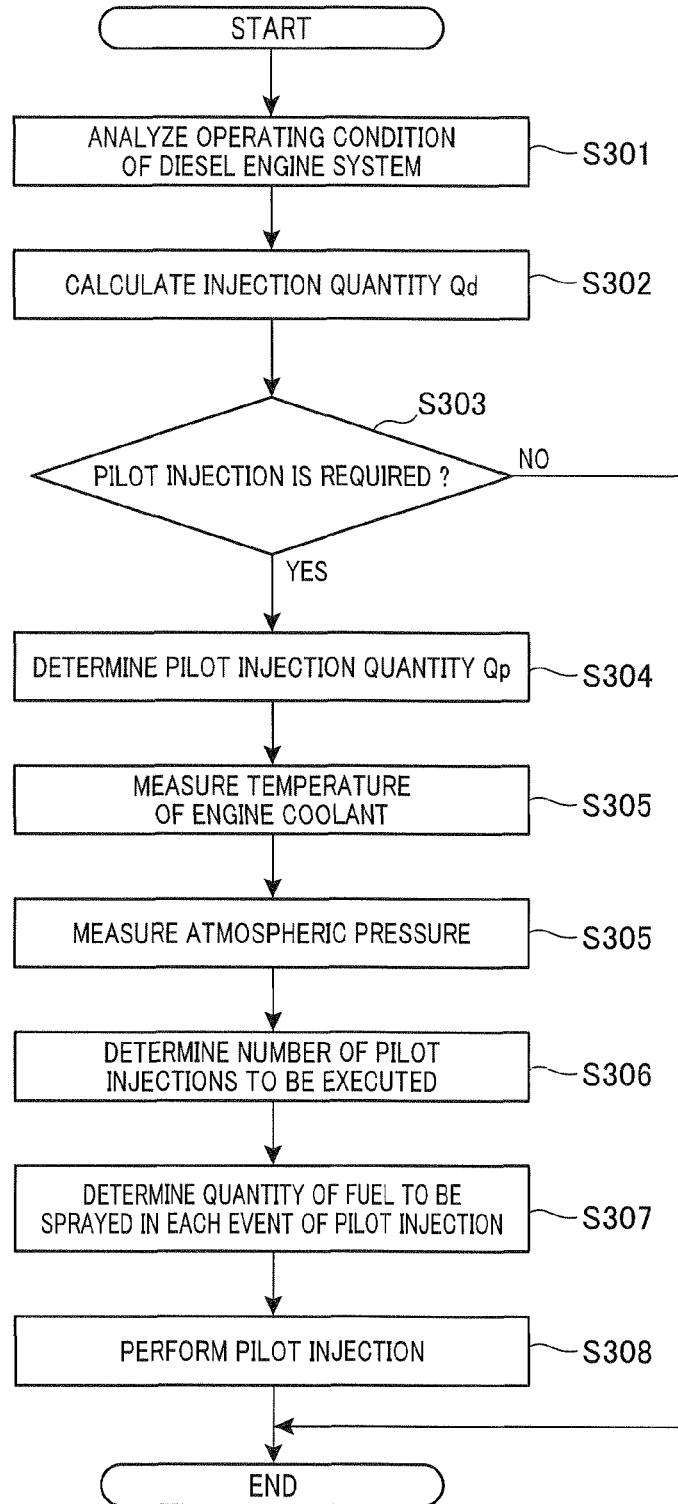 START
ANALYZE OPERATING CONDITION
OF DIESEL ENGINE SYSTEM
S301
CALCULATE INJECTION QUANTITY Qd
S302
S303
PILOT INJECTION IS REQUIRED ?
NO
YES
DETERMINE PILOT INJECTION QUANTITY Qp
S304
MEASURE TEMPERATURE
OF ENGINE COOLANT
S305
MEASURE ATMOSPHERIC PRESSURE
S305
DETERMINE NUMBER OF PILOT
INJECTIONS TO BE EXECUTED
S306
DETERMINE QUANTITY OF FUEL TO BE
SPRAYED IN EACH EVENT OF PILOT INJECTION
S307
PERFORM PILOT INJECTION
S308
END